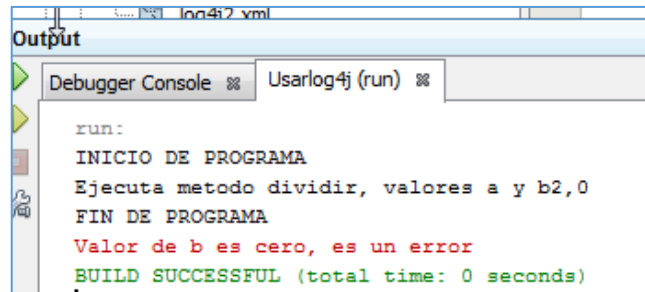 log4j2.xml
Output
Debugger Console Usarlog4j (run)
run:
INICIO DE PROGRAMA
Ejecuta metodo dividir, valores a y b2,0
FIN DE PROGRAMA
Valor de b es cero, es un error
BUILD SUCCESSFUL (total time: 0 seconds)